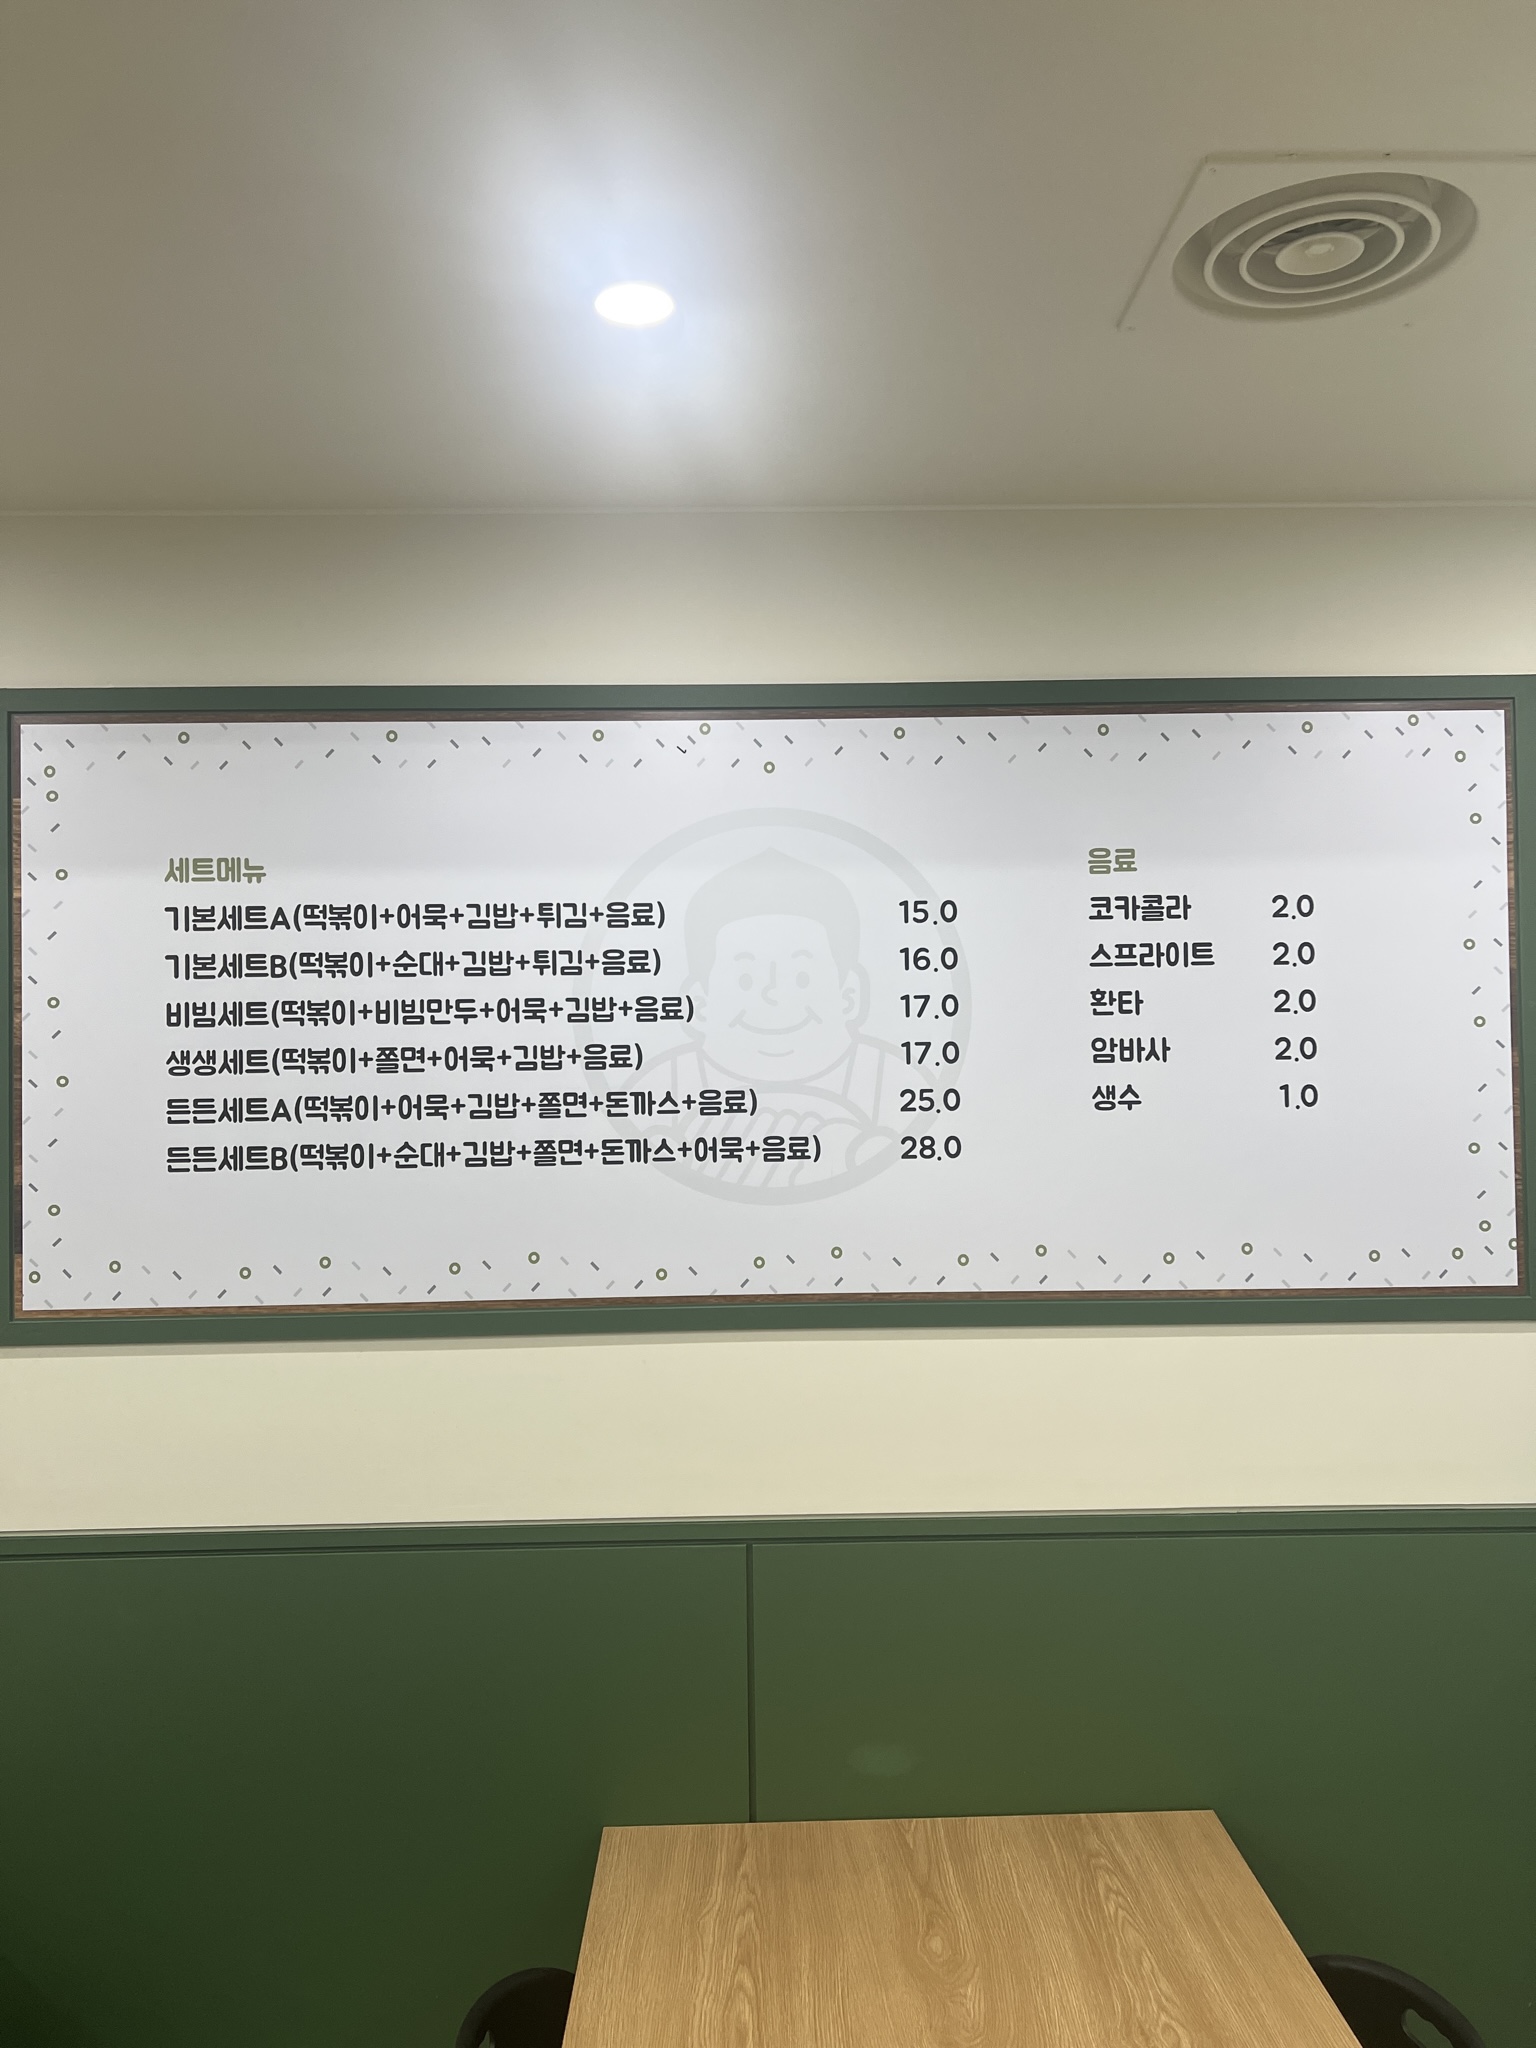 세트메뉴
기본세트A(떡볶이+어묵+김밥+튀김+음료) 15.0
기본세트B(떡볶이+순대+김밥+튀김+음료) 16.0
비빔세트(떡볶이+비빔만두+어묵+김밥+음료) 17.0
생생세트(떡볶이+쫄면+어묵+김밥+음료) 17.0
든든세트A(떡볶이+어묵+김밥+쫄면+돈까스+음료) 25.0
든든세트B(떡볶이+순대+김밥+쫄면+돈까스+어묵+음료) 28.0
음료
코카콜라 2.0
스프라이트 2.0
환타 2.0
암바사 2.0
생수 1.0